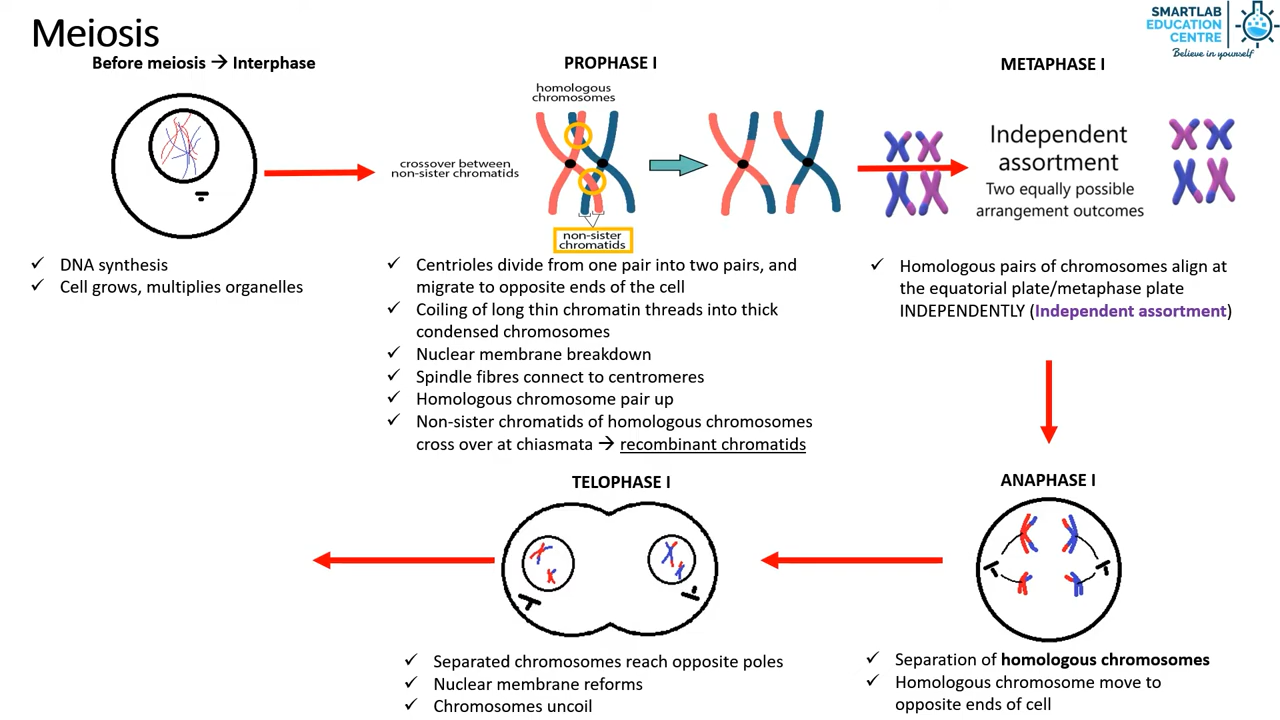 Meiosis
SMARTLAB
EDUCATION
CENTRE
Believe in yourself
Before meiosis → Interphase
✓ DNA synthesis
✓ Cell grows, multiplies organelles
PROPHASE I
homologous
chromosomes
crossover between
non-sister chromatids
non-sister
chromatids
✓ Centrioles divide from one pair into two pairs, and
migrate to opposite ends of the cell
✓ Coiling of long thin chromatin threads into thick
condensed chromosomes
✓ Nuclear membrane breakdown
✓ Spindle fibres connect to centromeres
✓ Homologous chromosome pair up
✓ Non-sister chromatids of homologous chromosomes
cross over at chiasmata → recombinant chromatids
METAPHASE I
Independent
assortment
Two equally possible
arrangement outcomes
✓ Homologous pairs of chromosomes align at
the equatorial plate/metaphase plate
INDEPENDENTLY (Independent assortment)
ANAPHASE I
✓ Separation of homologous chromosomes
✓ Homologous chromosome move to
opposite ends of cell
TELOPHASE I
✓ Separated chromosomes reach opposite poles
✓ Nuclear membrane reforms
✓ Chromosomes uncoil